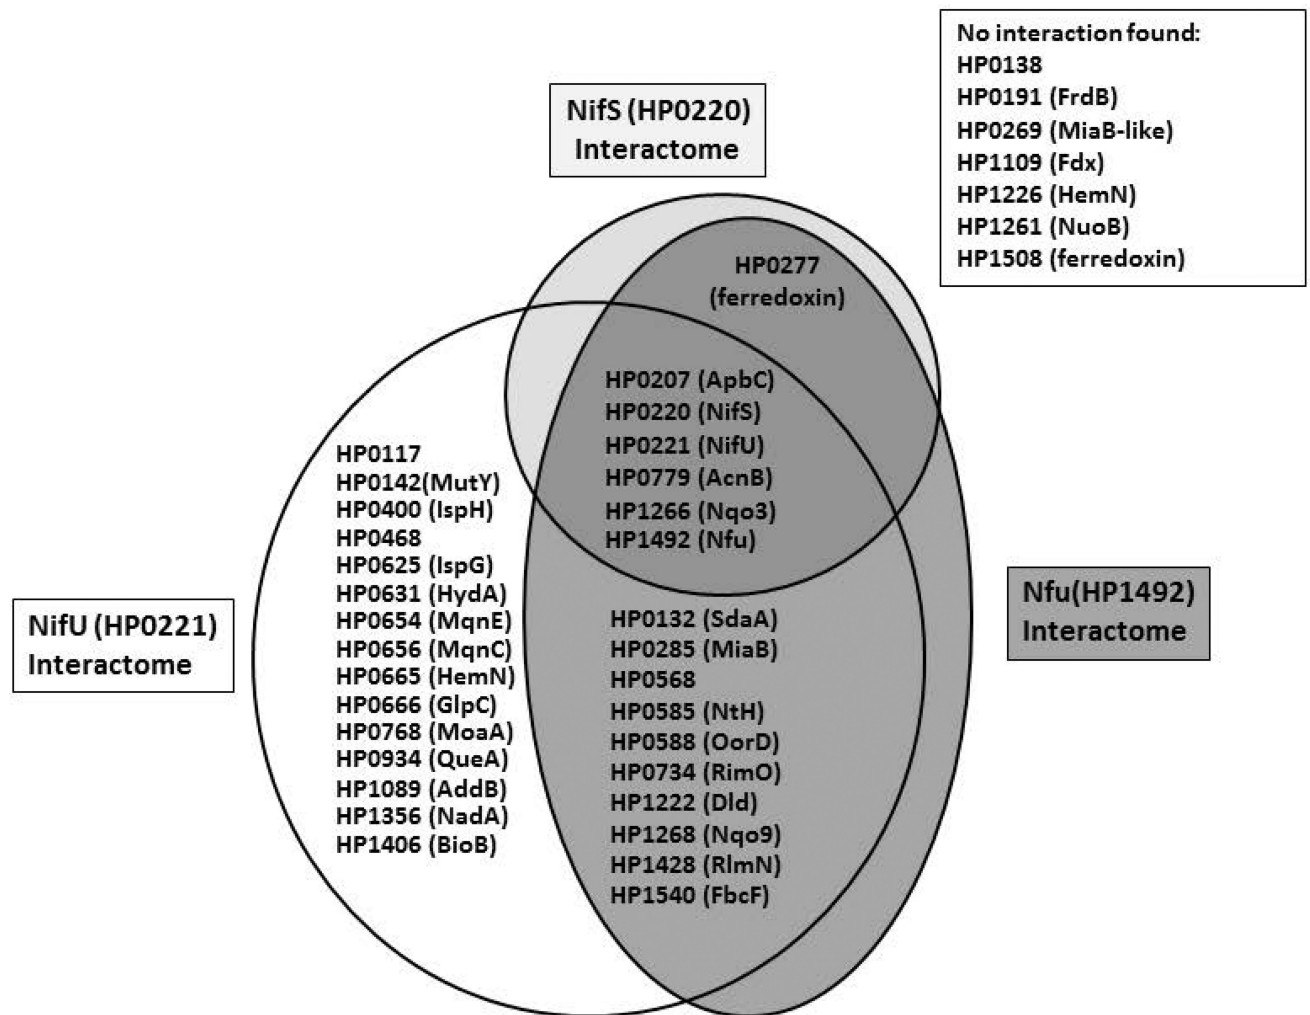 No interaction found:
HP0138
HP0191 (FrdB)
HP0269 (MiaB-like)
HP1109 (Fdx)
HP1226 (HemN)
HP1261 (NuoB)
HP1508 (ferredoxin)
NifS (HP0220)
Interactome
HP0277
(ferredoxin)
HP0207 (ApbC)
HP0220 (NifS)
HP0221 (NifU)
HP0779 (AcnB)
HP1266 (Nqo3)
HP1492 (Nfu)
HP0117
HP0142(MutY)
HP0400 (IspH)
HP0468
HP0625 (IspG)
HP0631 (HydA)
HP0654 (MqnE)
HP0656 (MqnC)
HP0665 (HemN)
HP0666 (GlpC)
HP0768 (MoaA)
HP0934 (QueA)
HP1089 (AddB)
HP1356 (NadA)
HP1406 (BioB)
NifU (HP0221)
Interactome
HP0132 (SdaA)
HP0285 (MiaB)
HP0568
HP0585 (NtH)
HP0588 (OorD)
HP0734 (RimO)
HP1222 (Dld)
HP1268 (Nqo9)
HP1428 (RlmN)
HP1540 (FbcF)
Nfu(HP1492)
Interactome